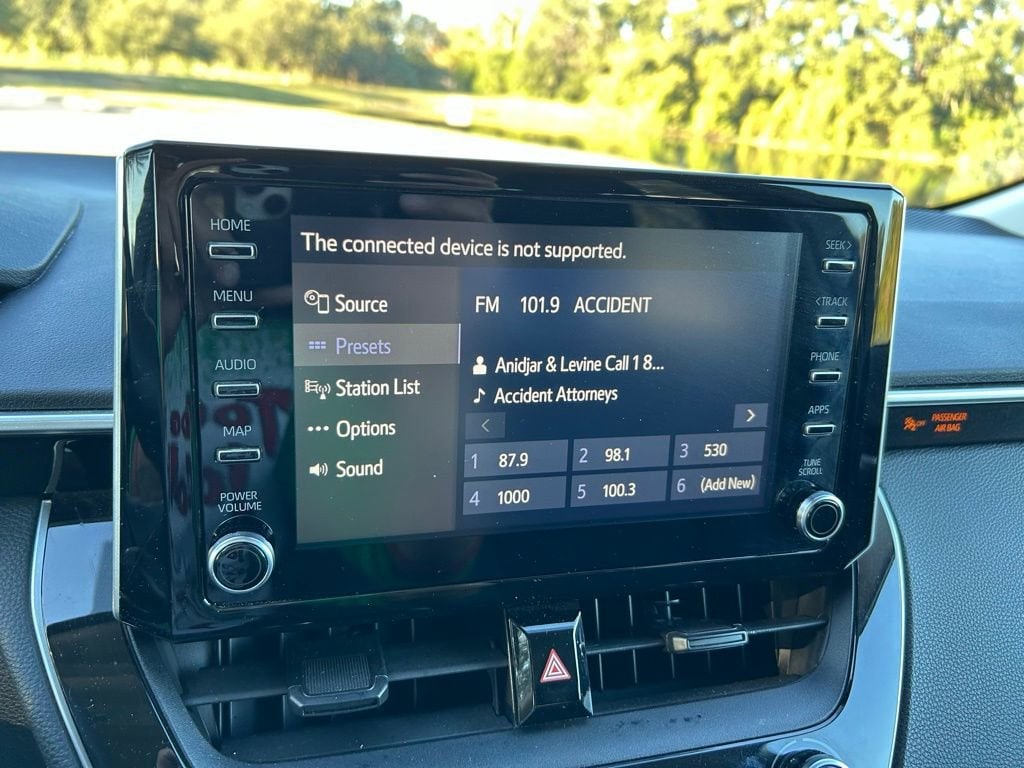 HOME
MENU
AUDIO
MAP
POWER
VOLUME
The connected device is not supported.
Source
Presets
Station List
Options
Sound
FM 101.9 ACCIDENT
Anidjar & Levine Call 1 8...
Accident Attorneys
<
>
1 87.9
2 98.1
3 530
4 1000
5 100.3
6 (Add New)
SEEK>
<TRACK
PHONE
APPS
TUNE
SCROLL
OFF
PASSENGER
AIR BAG